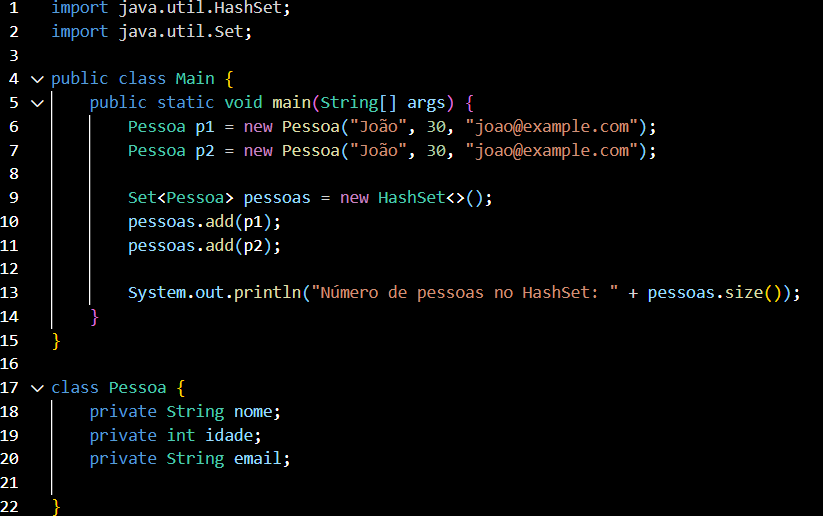 1 import java.util.HashSet;
2 import java.util.Set;
3
4 public class Main {
5     public static void main(String[] args) {
6         Pessoa p1 = new Pessoa("João", 30, "joao@example.com");
7         Pessoa p2 = new Pessoa("João", 30, "joao@example.com");
8
9         Set<Pessoa> pessoas = new HashSet<>();
10         pessoas.add(p1);
11         pessoas.add(p2);
12
13         System.out.println("Número de pessoas no HashSet: " + pessoas.size());
14     }
15 }
16
17 class Pessoa {
18     private String nome;
19     private int idade;
20     private String email;
21
22 }